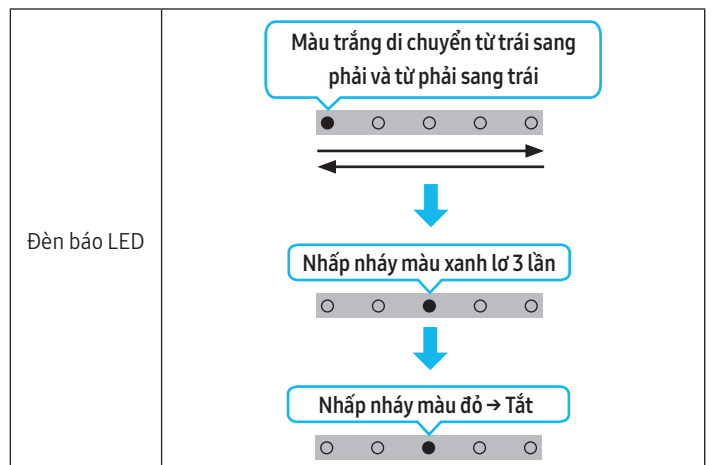 Màu trắng di chuyển từ trái sang
phải và từ phải sang trái
Đèn báo LED
Nhấp nháy màu xanh lơ 3 lần
Nhấp nháy màu đỏ → Tắt